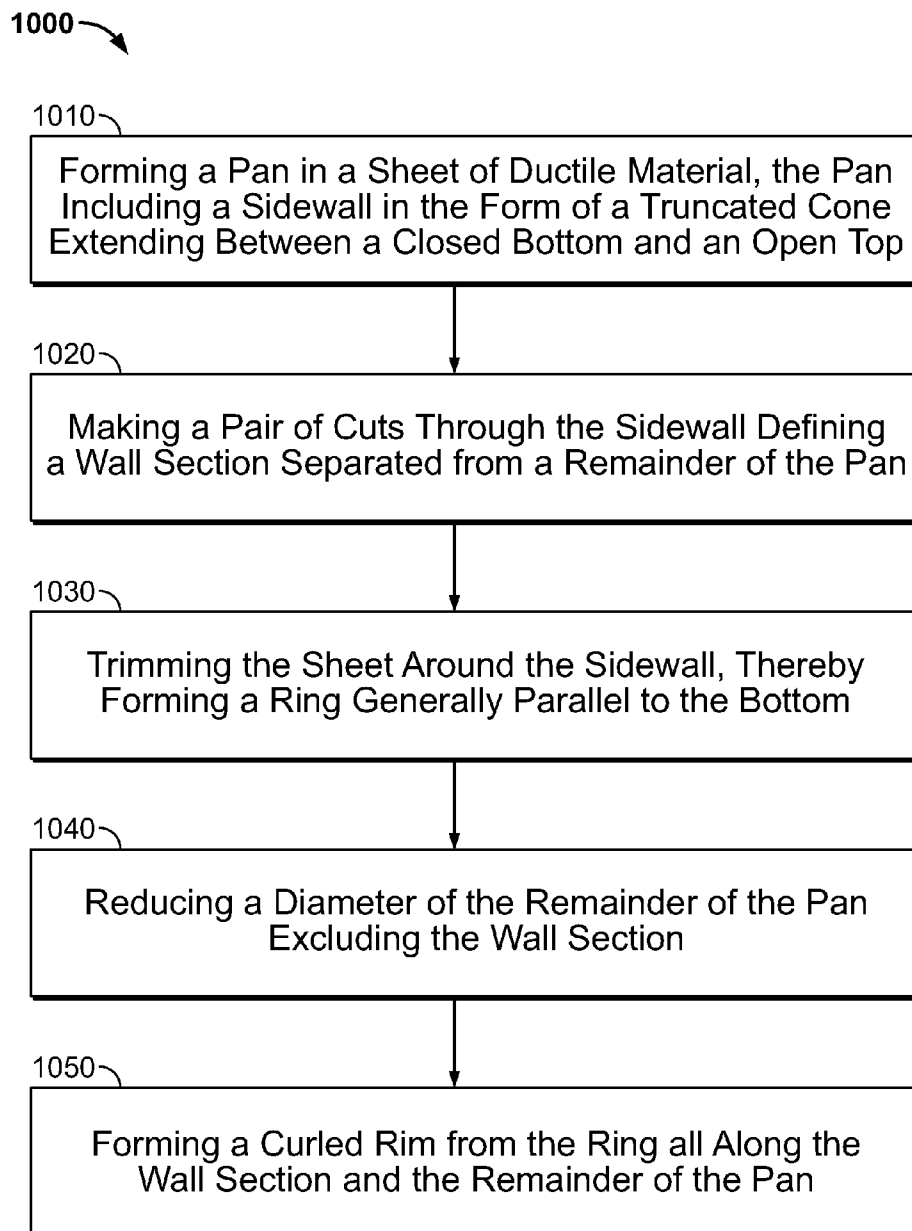 1000
1010
Forming a Pan in a Sheet of Ductile Material, the Pan
Including a Sidewall in the Form of a Truncated Cone
Extending Between a Closed Bottom and an Open Top
1020
Making a Pair of Cuts Through the Sidewall Defining
a Wall Section Separated from a Remainder of the Pan
1030
Trimming the Sheet Around the Sidewall, Thereby
Forming a Ring Generally Parallel to the Bottom
1040
Reducing a Diameter of the Remainder of the Pan
Excluding the Wall Section
1050
Forming a Curled Rim from the Ring all Along the
Wall Section and the Remainder of the Pan